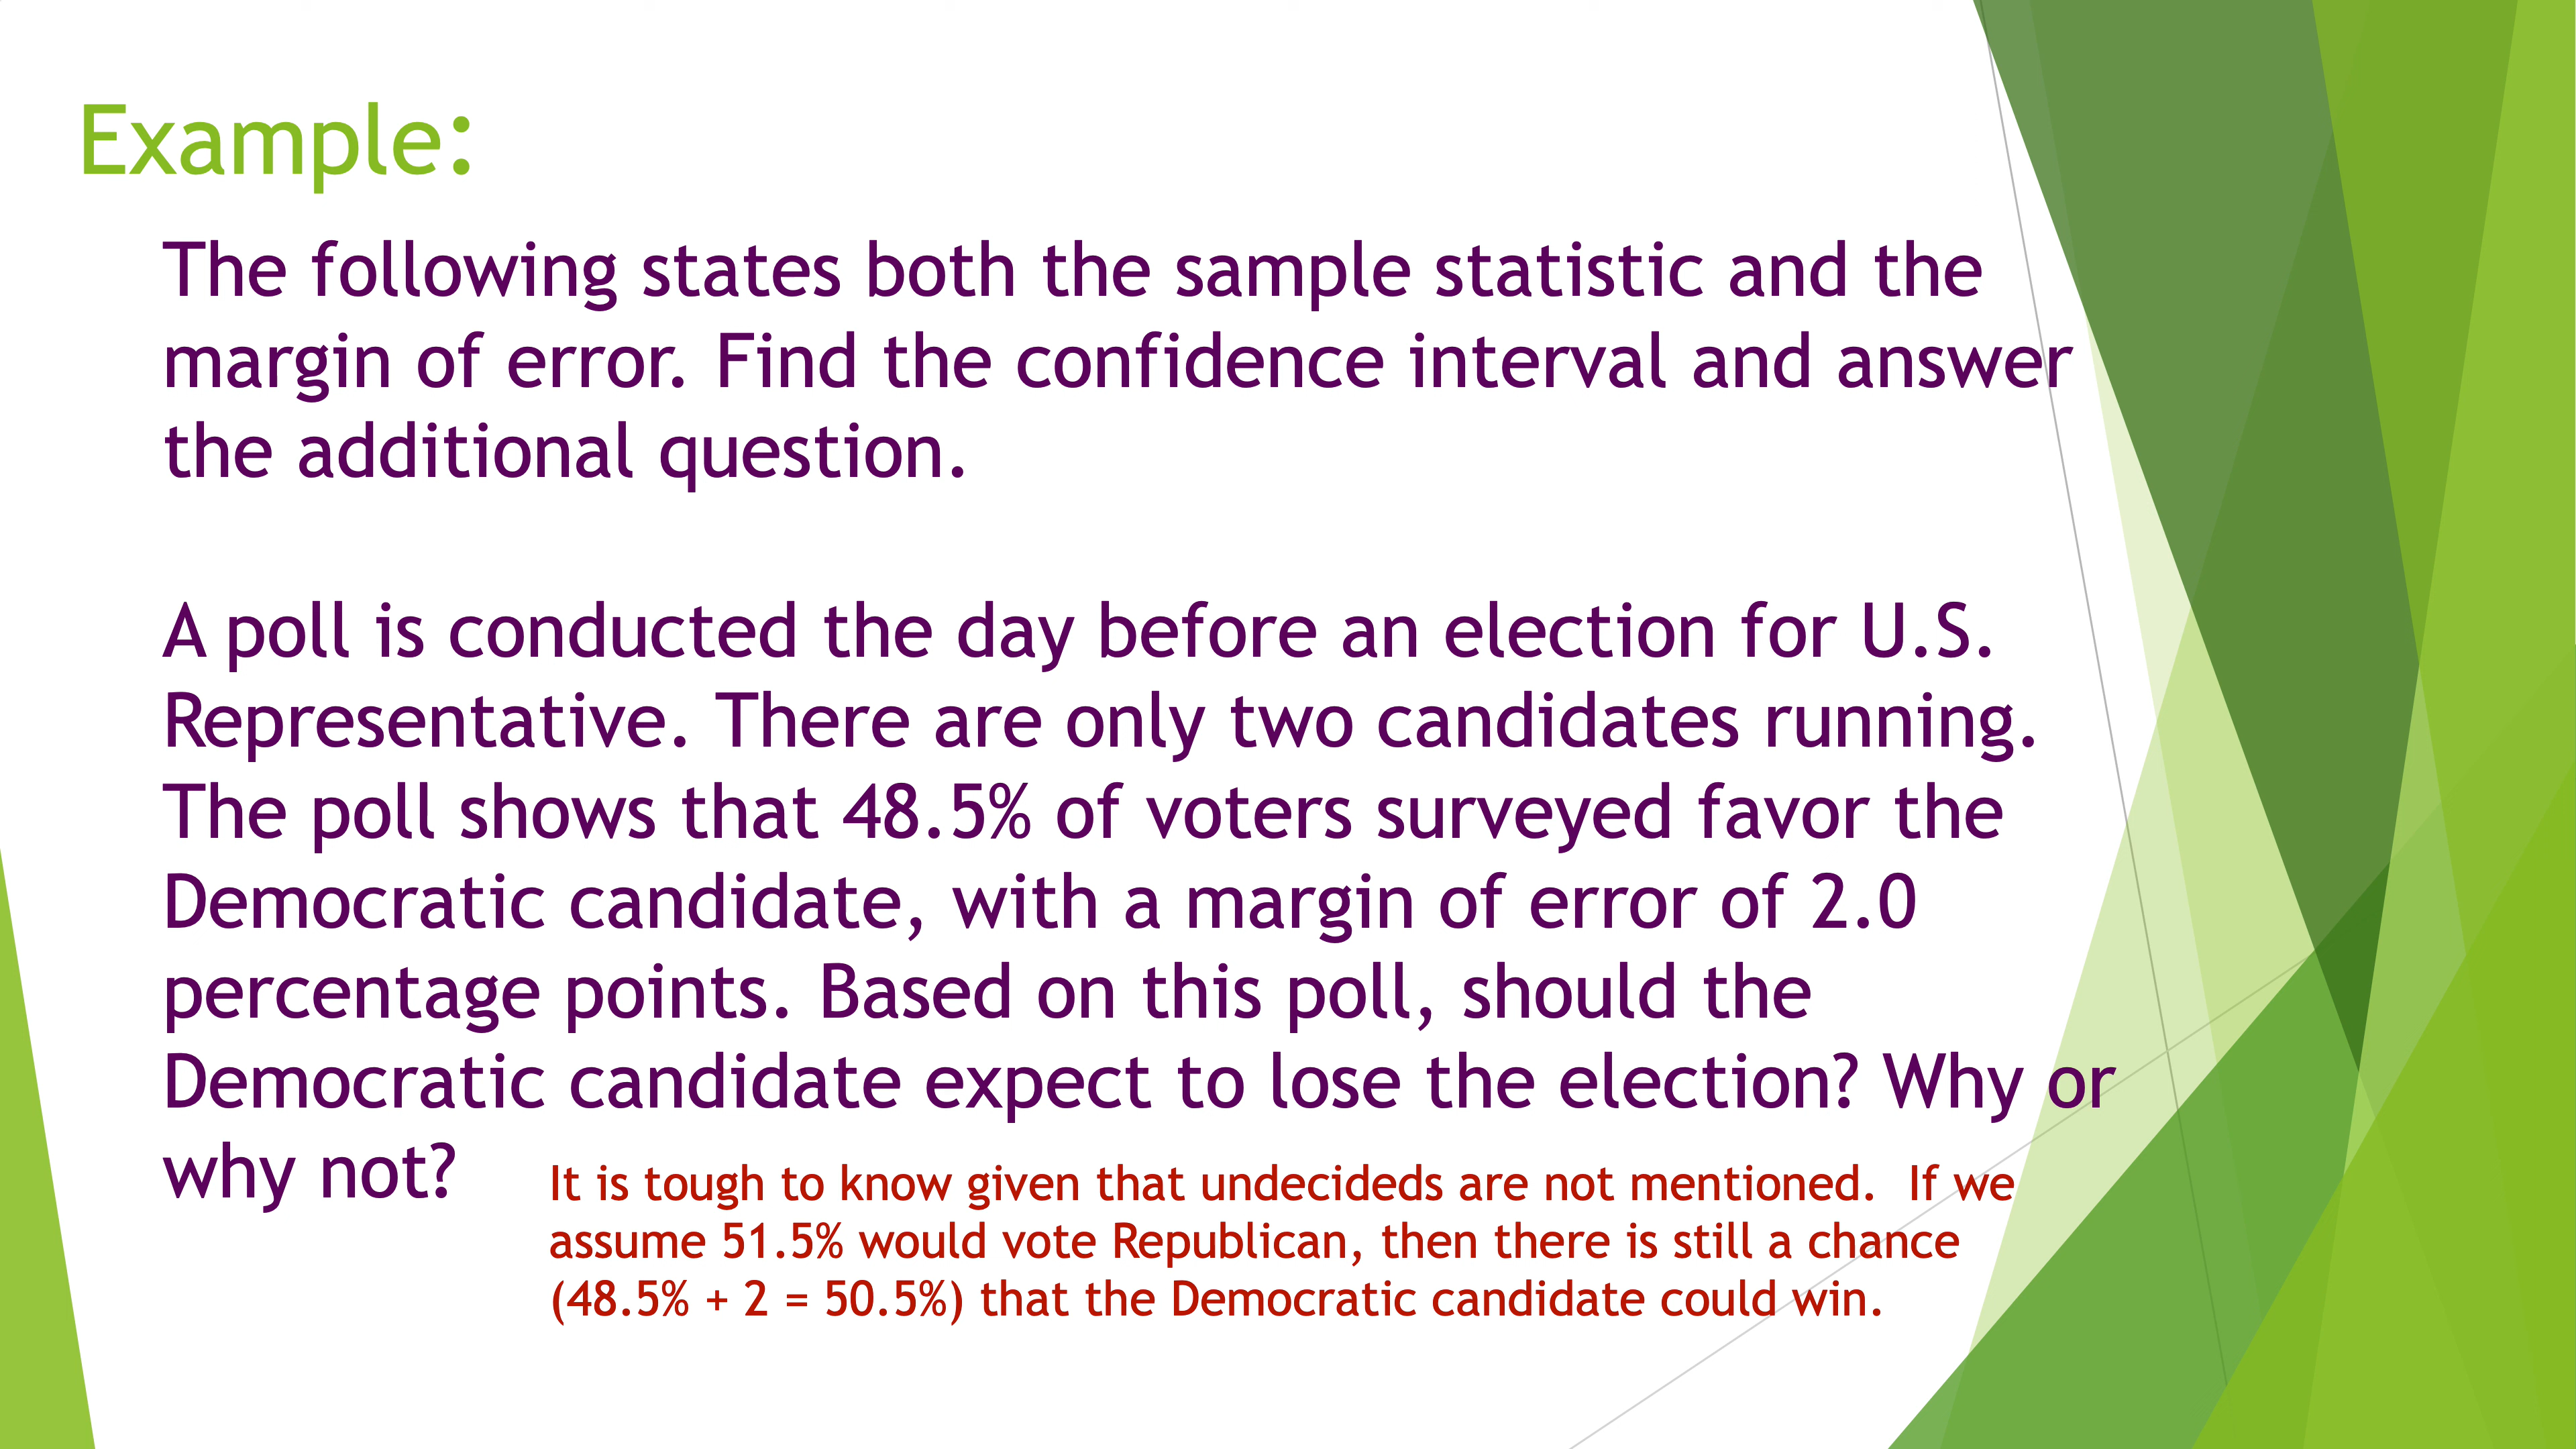 Example:
The following states both the sample statistic and the
margin of error. Find the confidence interval and answer
the additional question.
A poll is conducted the day before an election for U.S.
Representative. There are only two candidates running.
The poll shows that 48.5% of voters surveyed favor the
Democratic candidate, with a margin of error of 2.0
percentage points. Based on this poll, should the
Democratic candidate expect to lose the election? Why or
why not?
It is tough to know given that undecideds are not mentioned.  If we
assume 51.5% would vote Republican, then there is still a chance
(48.5% + 2 = 50.5%) that the Democratic candidate could win.